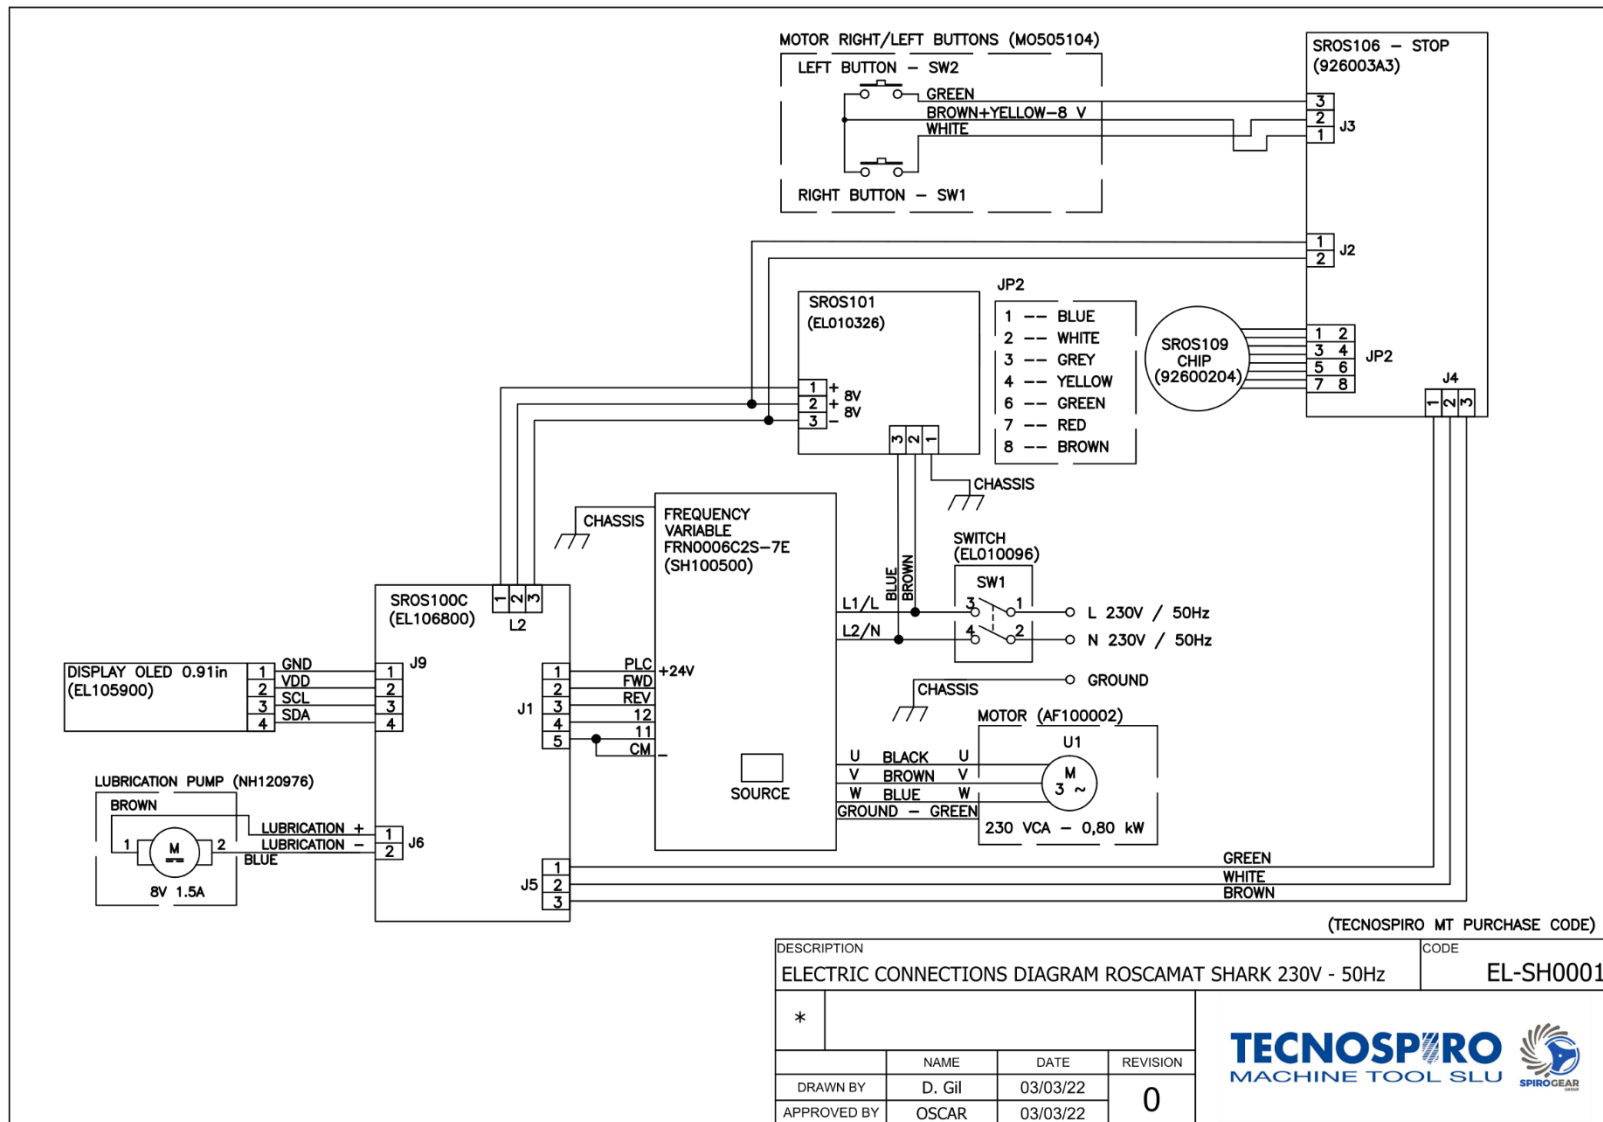 MOTOR RIGHT/LEFT BUTTONS (MO505104)
LEFT BUTTON - SW2
GREEN
BROWN+YELLOW-8 V
WHITE
RIGHT BUTTON - SW1
SROS106 - STOP
(926003A3)
3
2
1
J3
1
2
J2
SROS101
(EL010326)
1 +
8V
2 +
8V
3 -
3 2 1
CHASSIS
JP2
1 -- BLUE
2 -- WHITE
3 -- GREY
4 -- YELLOW
6 -- GREEN
7 -- RED
8 -- BROWN
SROS109
CHIP
(92600204)
1 2
3 4
5 6
7 8
JP2
J4
1 2 3
CHASSIS
FREQUENCY
VARIABLE
FRN0006C2S-7E
(SH100500)
BLUE
BROWN
SWITCH
(EL010096)
SW1
L1/L
3 1
L 230V / 50Hz
L2/N
4 2
N 230V / 50Hz
CHASSIS
GROUND
SROS100C
(EL106800)
1 2 3
L2
DISPLAY OLED 0.91in
(EL105900)
1 GND 1
2 VDD 2
3 SCL 3
4 SDA 4
J9
J1
1 PLC +24V
2 FWD
3 REV
4 12
5 11
CM -
SOURCE
MOTOR (AF100002)
U1
M
3 ~
U BLACK U
V BROWN V
W BLUE W
GROUND - GREEN
230 VCA - 0,80 kW
LUBRICATION PUMP (NH120976)
BROWN
1 M 2
8V 1.5A
LUBRICATION + 1
LUBRICATION - 2
BLUE
J6
J5
1 GREEN
2 WHITE
3 BROWN
(TECNOSPIRO MT PURCHASE CODE)
DESCRIPTION
ELECTRIC CONNECTIONS DIAGRAM ROSCAMAT SHARK 230V - 50Hz
CODE
EL-SH0001
*
NAME DATE REVISION
DRAWN BY D. Gil 03/03/22
0
APPROVED BY OSCAR 03/03/22
TECNOSPIRO
MACHINE TOOL SLU
SPIROGEAR
GROUP